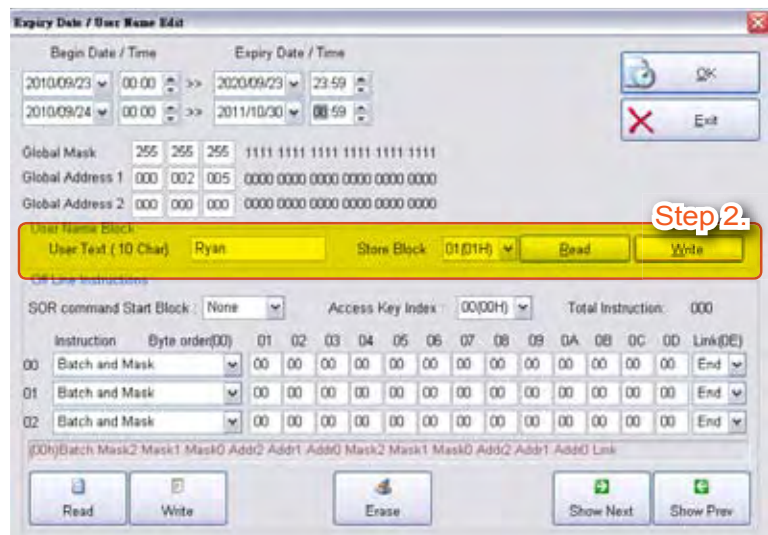 Expiry Date / User Name Edit
Begin Date / Time Expiry Date / Time
2010/09/23 00:00 >> 2020/09/23 23:59
2010/09/24 00:00 >> 2011/10/30 00:59
OK
Exit
Global Mask 255 255 255 1111 1111 1111 1111 1111 1111
Global Address 1 000 002 005 0000 0000 0000 0000 0000 0000
Global Address 2 000 000 000 0000 0000 0000 0000 0000 0000
Step 2.
User Name Block
User Text ( 10 Char) Ryan Store Block 01(01H) Read Write
Off Line Instructions
SOR command Start Block : None Access Key Index : 00(00H) Total Instruction: 000
Instruction Byte order(00) 01 02 03 04 05 06 07 08 09 0A 0B 0C 0D Link(0E)
00 Batch and Mask 00 00 00 00 00 00 00 00 00 00 00 00 00 End
01 Batch and Mask 00 00 00 00 00 00 00 00 00 00 00 00 00 End
02 Batch and Mask 00 00 00 00 00 00 00 00 00 00 00 00 00 End
(00h)Batch Mask2 Mask1 Mask0 Addr2 Addr1 Addr0 Mask2 Mask1 Mask0 Addr2 Addr1 Addr0 Link
Read Write Erase Show Next Show Prev